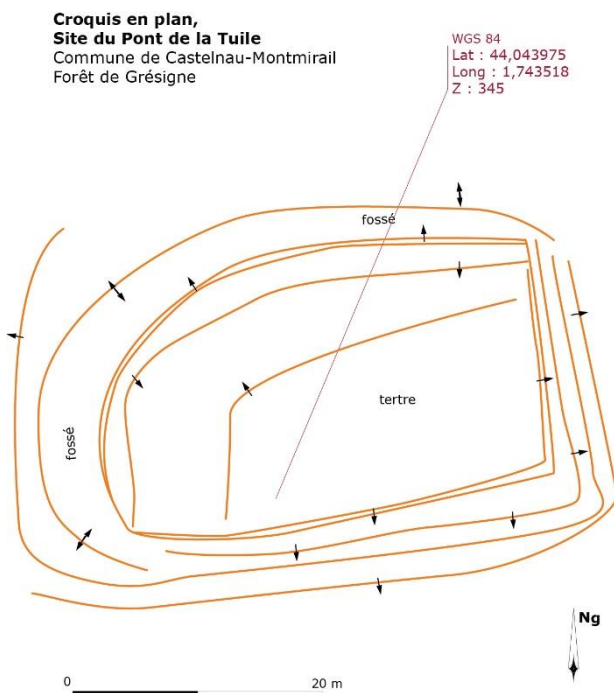 Croquis en plan,
Site du Pont de la Tuile
Commune de Castelnau-Montmirail
Forêt de Grésigne
WGS 84
Lat : 44,043975
Long : 1,743518
Z : 345
fossé
tertre
fossé
Ng
0 20 m